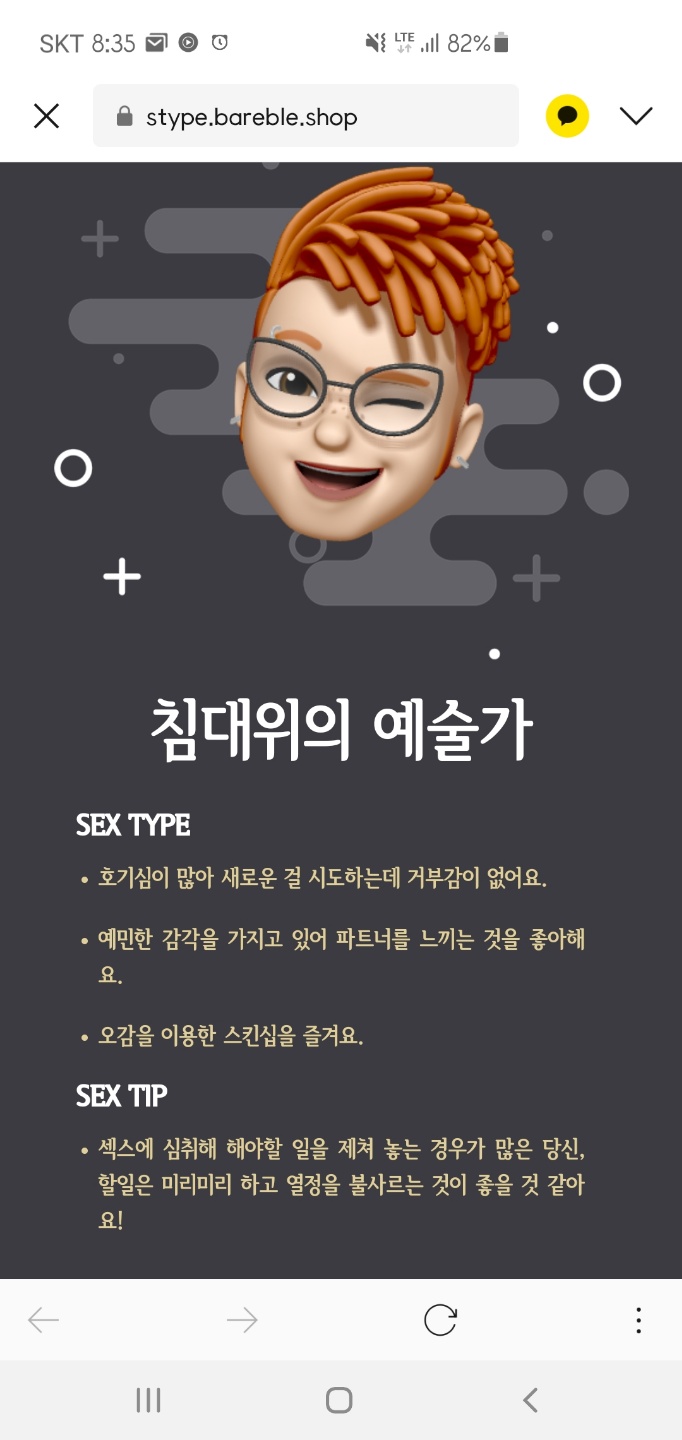 SKT 8:35
LTE
82%
stype.bareble.shop
침대위의 예술가
SEX TYPE
• 호기심이 많아 새로운 걸 시도하는데 거부감이 없어요.
• 예민한 감각을 가지고 있어 파트너를 느끼는 것을 좋아해
요.
• 오감을 이용한 스킨십을 즐겨요.
SEX TIP
• 섹스에 심취해 해야할 일을 제쳐 놓는 경우가 많은 당신,
할일은 미리미리 하고 열정을 불사르는 것이 좋을 것 같아
요!